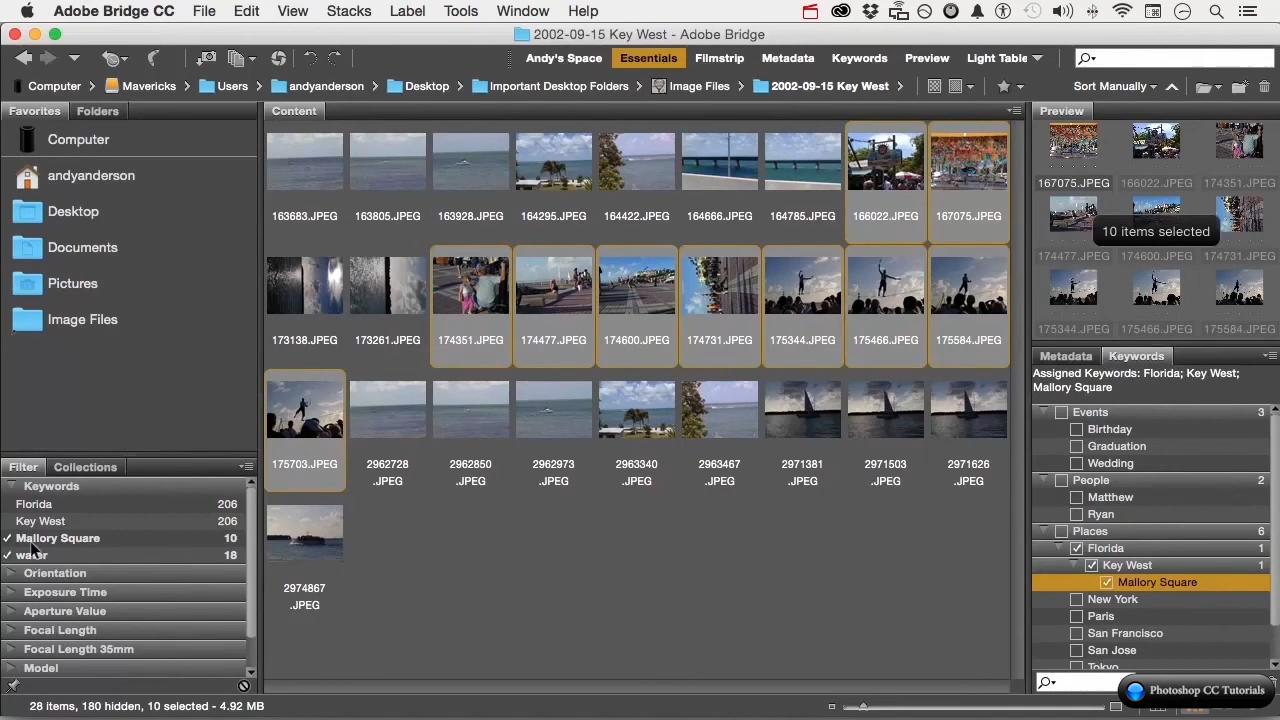 Adobe Bridge CC File Edit View Stacks Label Tools Window Help
2002-09-15 Key West - Adobe Bridge
Andy's Space Essentials Filmstrip Metadata Keywords Preview Light Table
Computer Mavericks Users andyanderson Desktop Important Desktop Folders Image Files 2002-09-15 Key West Sort Manually
Favorites Folders
Computer
andyanderson
Desktop
Documents
Pictures
Image Files
Filter Collections
Keywords
Florida 206
Key West 206
Mallory Square 10
water 18
Orientation
Exposure Time
Aperture Value
Focal Length
Focal Length 35mm
Model
Content
163683.JPEG 163805.JPEG 163928.JPEG 164295.JPEG 164422.JPEG 164666.JPEG 164785.JPEG 166022.JPEG 167075.JPEG
173138.JPEG 173261.JPEG 174351.JPEG 174477.JPEG 174600.JPEG 174731.JPEG 175344.JPEG 175466.JPEG 175584.JPEG
175703.JPEG 2962728 2962850 2962973 2963340 2963467 2971381 2971503 2971626
.JPEG .JPEG .JPEG .JPEG .JPEG .JPEG .JPEG .JPEG
2974867
.JPEG
Preview
167075.JPEG 166022.JPEG 174351.JPEG
10 items selected
174477.JPEG 174600.JPEG 174731.JPEG
175344.JPEG 175466.JPEG 175584.JPEG
Metadata Keywords
Assigned Keywords: Florida; Key West;
Mallory Square
Events 3
Birthday
Graduation
Wedding
People 2
Matthew
Ryan
Places 6
Florida 1
Key West 1
Mallory Square
New York
Paris
San Francisco
San Jose
Tokyo
Photoshop CC Tutorials
28 items, 180 hidden, 10 selected - 4.92 MB